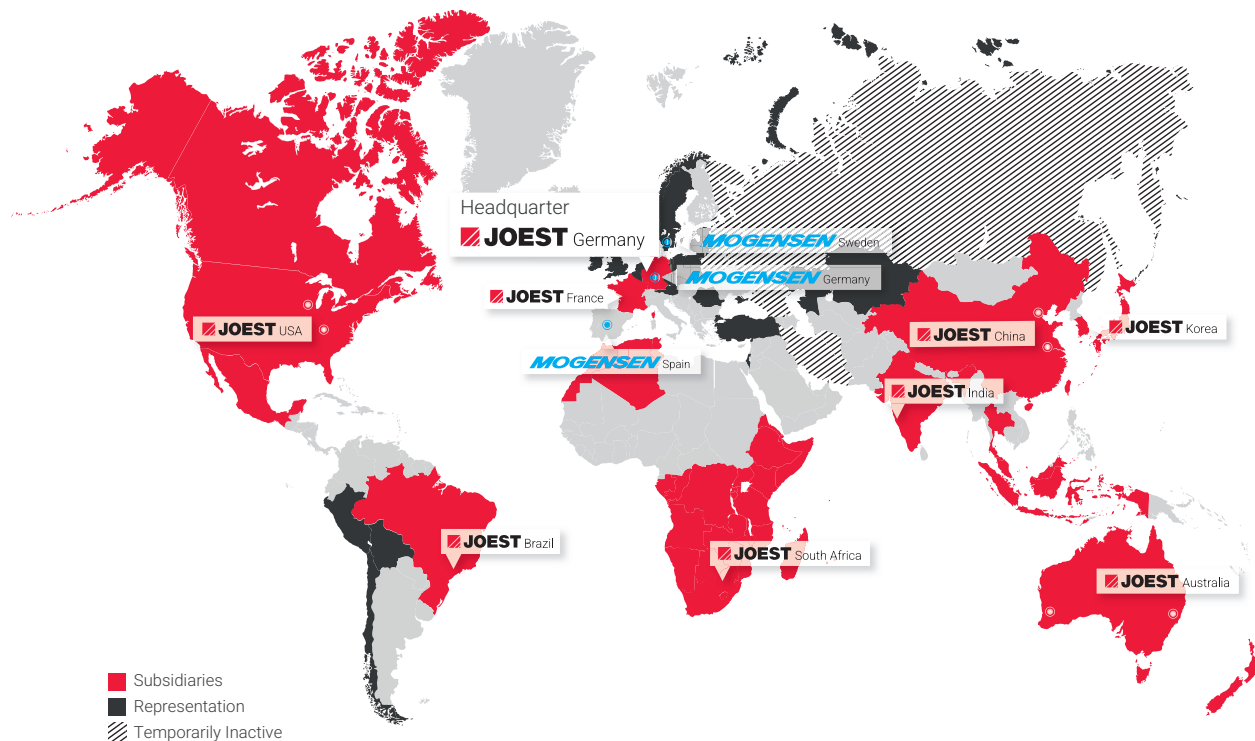 Headquarter
JOEST Germany
MOGENSEN Sweden
MOGENSEN Germany
JOEST France
JOEST USA
JOEST China
JOEST Korea
MOGENSEN Spain
JOEST India
JOEST Brazil
JOEST South Africa
JOEST Australia
Subsidiaries
Representation
Temporarily Inactive